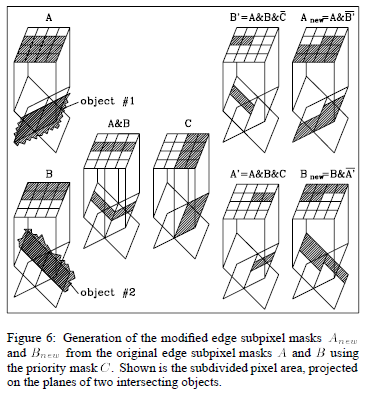 A
B'=A&B&C̄
A new=A&B̄'
object #1
A&B
C
B
A'=A&B&C
B new=B&Ā'
object #2
Figure 6: Generation of the modified edge subpixel masks A_new
and B_new from the original edge subpixel masks A and B using
the priority mask C. Shown is the subdivided pixel area, projected
on the planes of two intersecting objects.